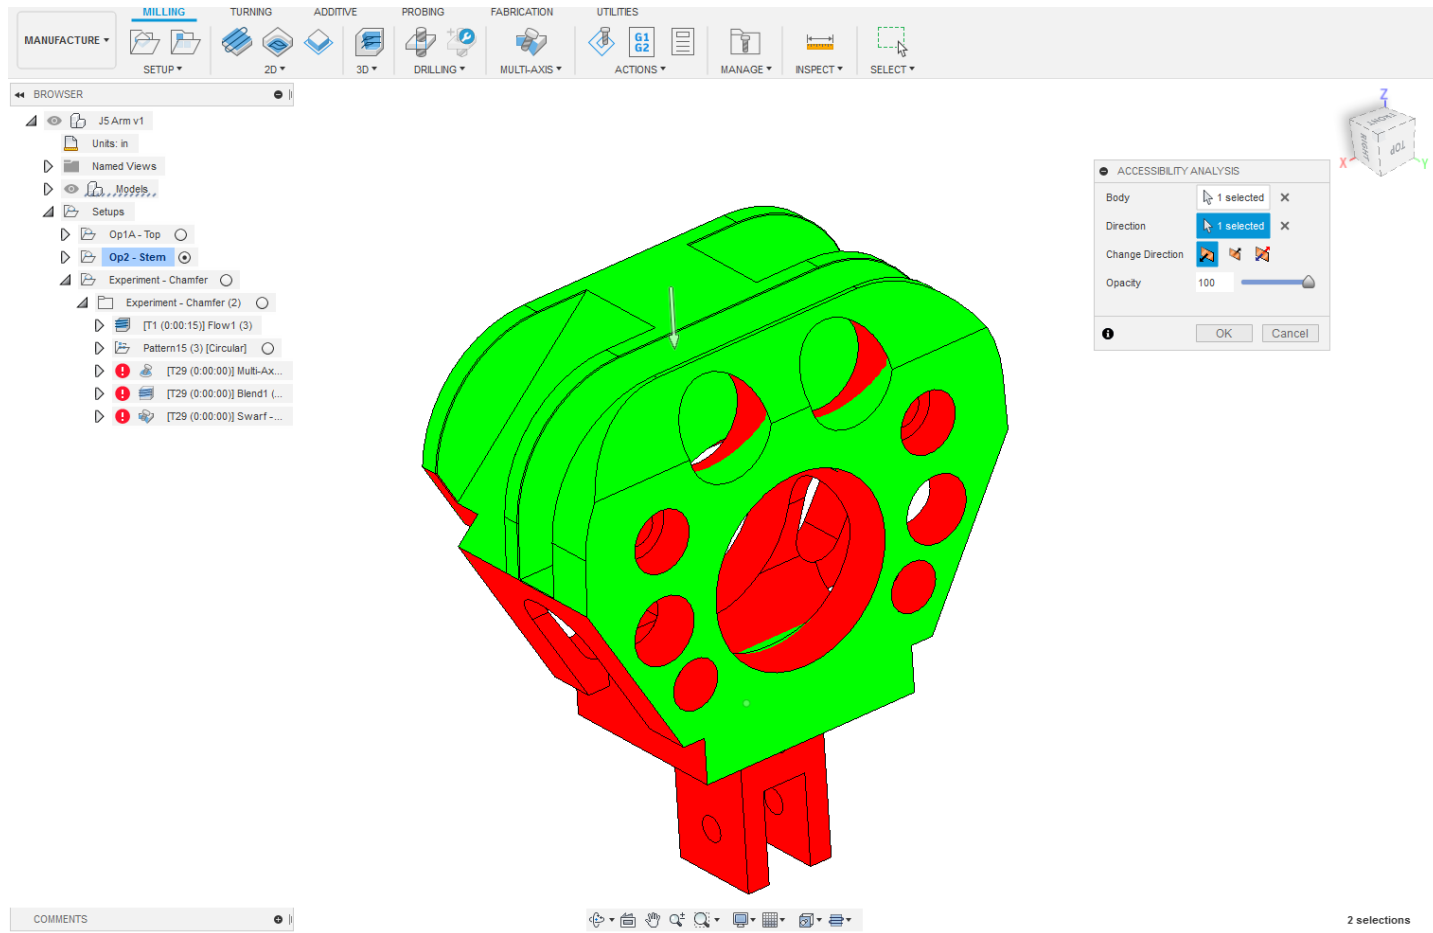 MILLING TURNING ADDITIVE PROBING FABRICATION UTILITIES
MANUFACTURE
G1
G2
SETUP 2D 3D DRILLING MULTI-AXIS ACTIONS MANAGE INSPECT SELECT
BROWSER
J5 Arm v1
Units: in
Named Views
Models
Setups
Op1A - Top
Op2 - Stem
Experiment - Chamfer
Experiment - Chamfer (2)
[T1 (0:00:15)] Flow1 (3)
Pattern15 (3) [Circular]
[T29 (0:00:00)] Multi-Ax...
[T29 (0:00:00)] Blend1 (...
[T29 (0:00:00)] Swarf -...
Z
FRONT
RIGHT
TOP
X
Y
ACCESSIBILITY ANALYSIS
Body 1 selected
Direction 1 selected
Change Direction
Opacity 100
OK Cancel
COMMENTS
2 selections